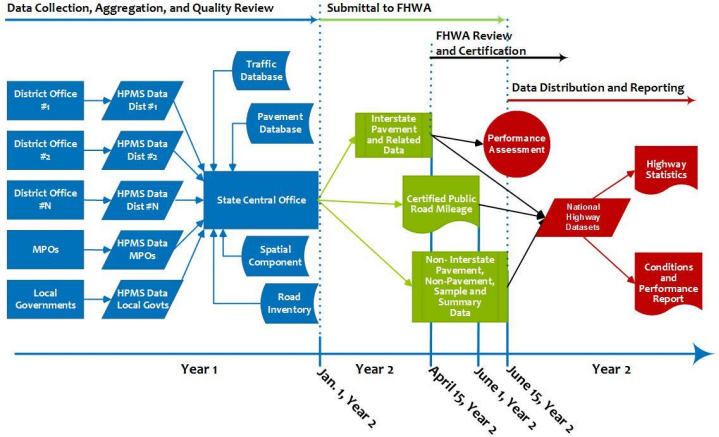 Data Collection, Aggregation, and Quality Review
Submittal to FHWA
FHWA Review
and Certification
Data Distribution and Reporting
District Office
#1
HPMS Data
Dist #1
District Office
#2
HPMS Data
Dist #2
District Office
#N
HPMS Data
Dist #N
MPOs
HPMS Data
MPOs
Local
Governments
HPMS Data
Local Govts
Traffic
Database
Pavement
Database
State Central Office
Spatial
Component
Road
Inventory
Interstate
Pavement
and Related
Data
Certified Public
Road Mileage
Non- Interstate
Pavement,
Non-Pavement,
Sample and
Summary
Data
Performance
Assessment
National
Highway
Datasets
Highway
Statistics
Conditions
and
Performance
Report
Year 1
Jan. 1, Year 2
Year 2
April 15, Year 2
June 1, Year 2
June 15, Year 2
Year 2